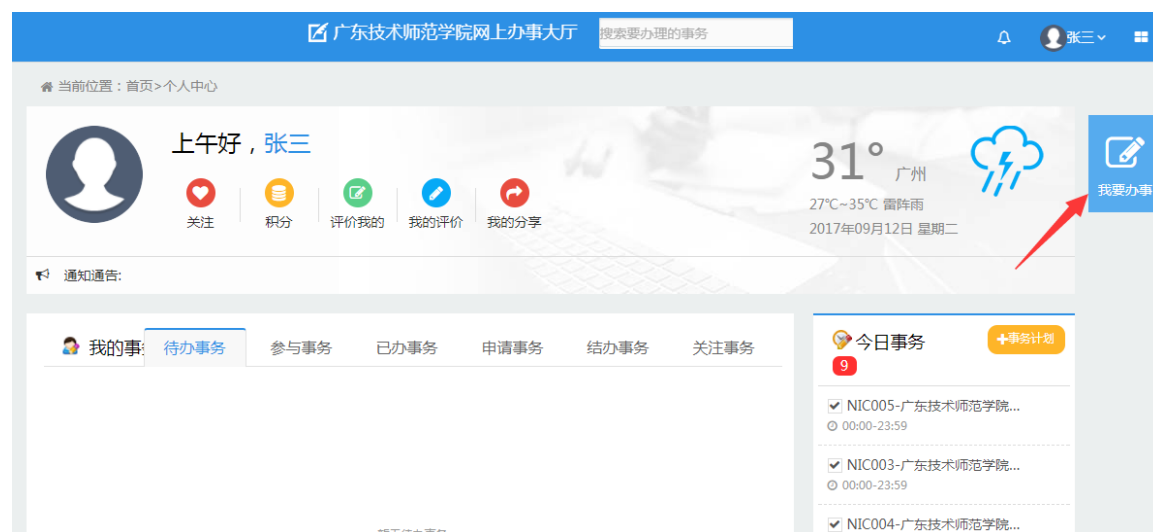 广东技术师范学院网上办事大厅 搜索要办理的事务 张三
当前位置：首页>个人中心
上午好，张三
关注 积分 评价我的 我的评价 我的分享
31° 广州
27℃~35℃ 雷阵雨
2017年09月12日 星期二
我要办事
通知通告:
我的事 待办事务 参与事务 已办事务 申请事务 结办事务 关注事务
今日事务 +事务计划
9
NIC005-广东技术师范学院...
00:00-23:59
NIC003-广东技术师范学院...
00:00-23:59
NIC004-广东技术师范学院...